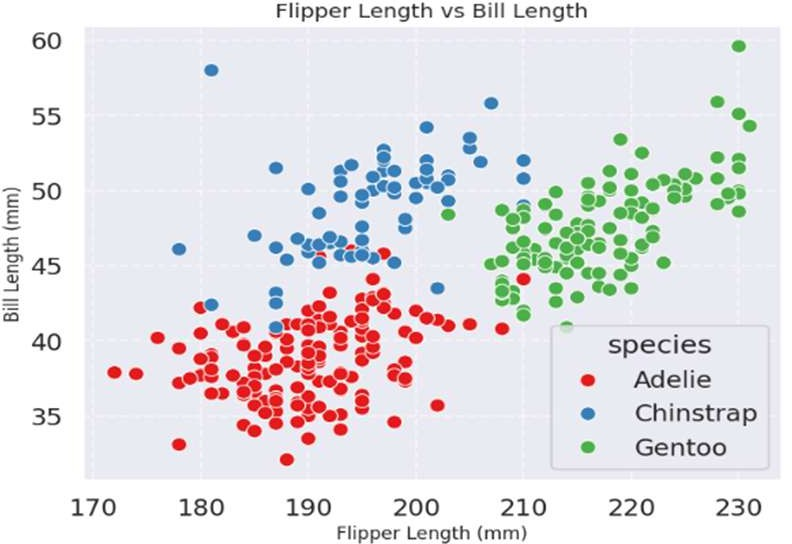 Flipper Length vs Bill Length
60
55
50
45
40
35
Bill Length (mm)
species
Adelie
Chinstrap
Gentoo
170 180 190 200 210 220 230
Flipper Length (mm)